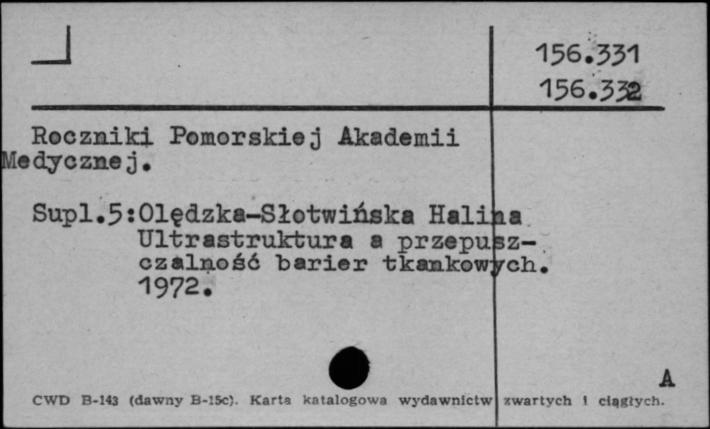 156.331
156.332
Roczniki Pomorskiej Akademii
Medycznej.
Supl.5:Olędzka-Słotwińska Halina
Ultrastruktura a przepusz-
czalność barier tkankowych.
1972.
A
CWD B-143 (dawny B-15c). Karta katalogowa wydawnictw zwartych i ciągłych.